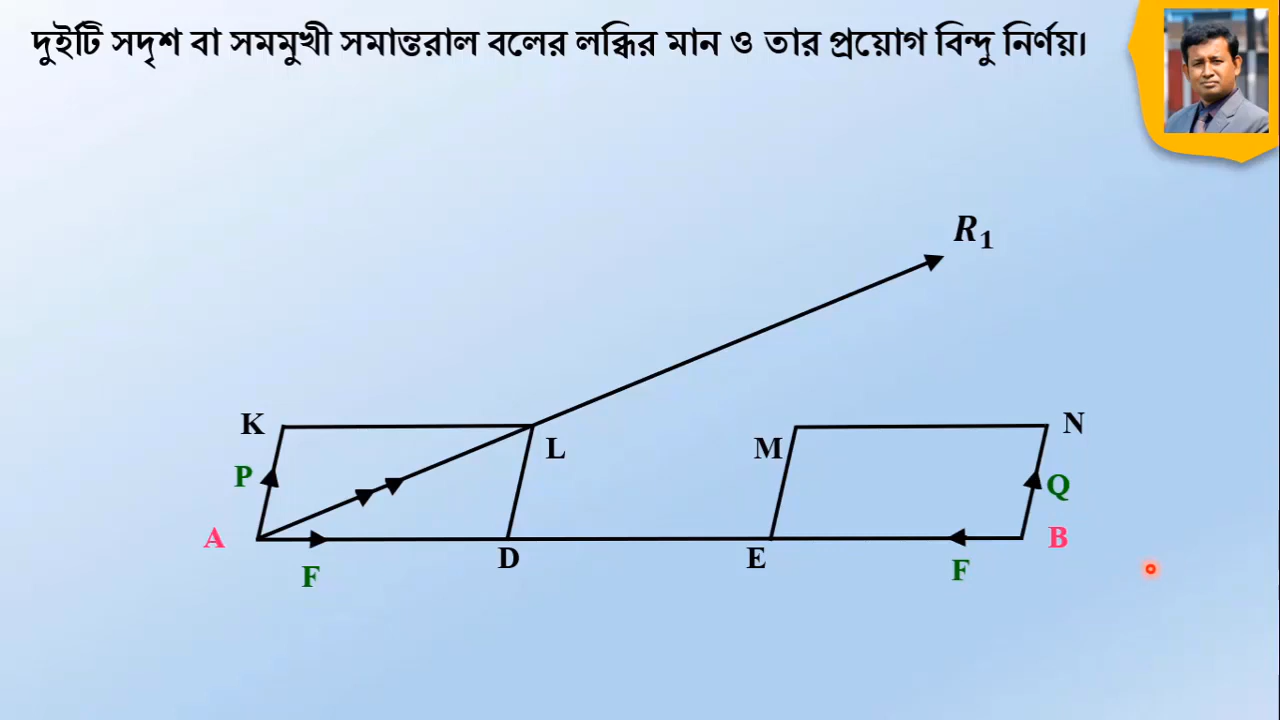 দুইটি সদৃশ বা সমমুখী সমান্তরাল বলের লব্ধির মান ও তার প্রয়োগ বিন্দু নির্ণয়।
R₁
K
L
M
N
P
Q
A
D
E
B
F
F